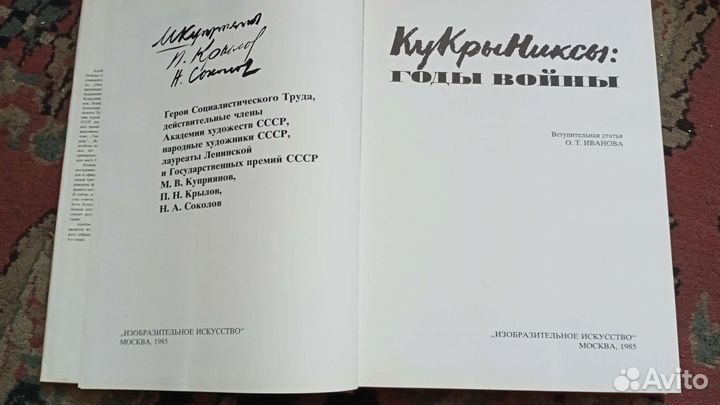 М Куприянов
П. Крылов
Н. Соколов
Герои Социалистического Труда,
действительные члены
Академии художеств СССР,
народные художники СССР,
лауреаты Ленинской
и Государственных премий СССР
М. В. Куприянов,
П. Н. Крылов,
Н. А. Соколов
„ИЗОБРАЗИТЕЛЬНОЕ ИСКУССТВО“
МОСКВА, 1985
КуКрыНиксы:
ГОДЫ ВОЙНЫ
Вступительная статья
О. Т. ИВАНОВА
„ИЗОБРАЗИТЕЛЬНОЕ ИСКУССТВО“
МОСКВА, 1985
Avito